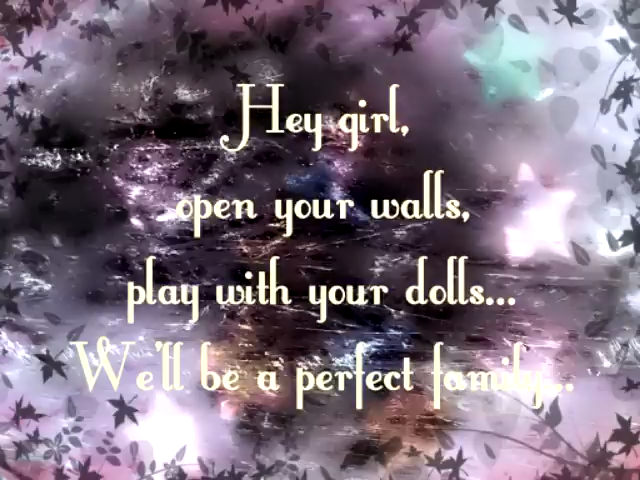 Hey girl,
open your walls,
play with your dolls...
We'll be a perfect family...